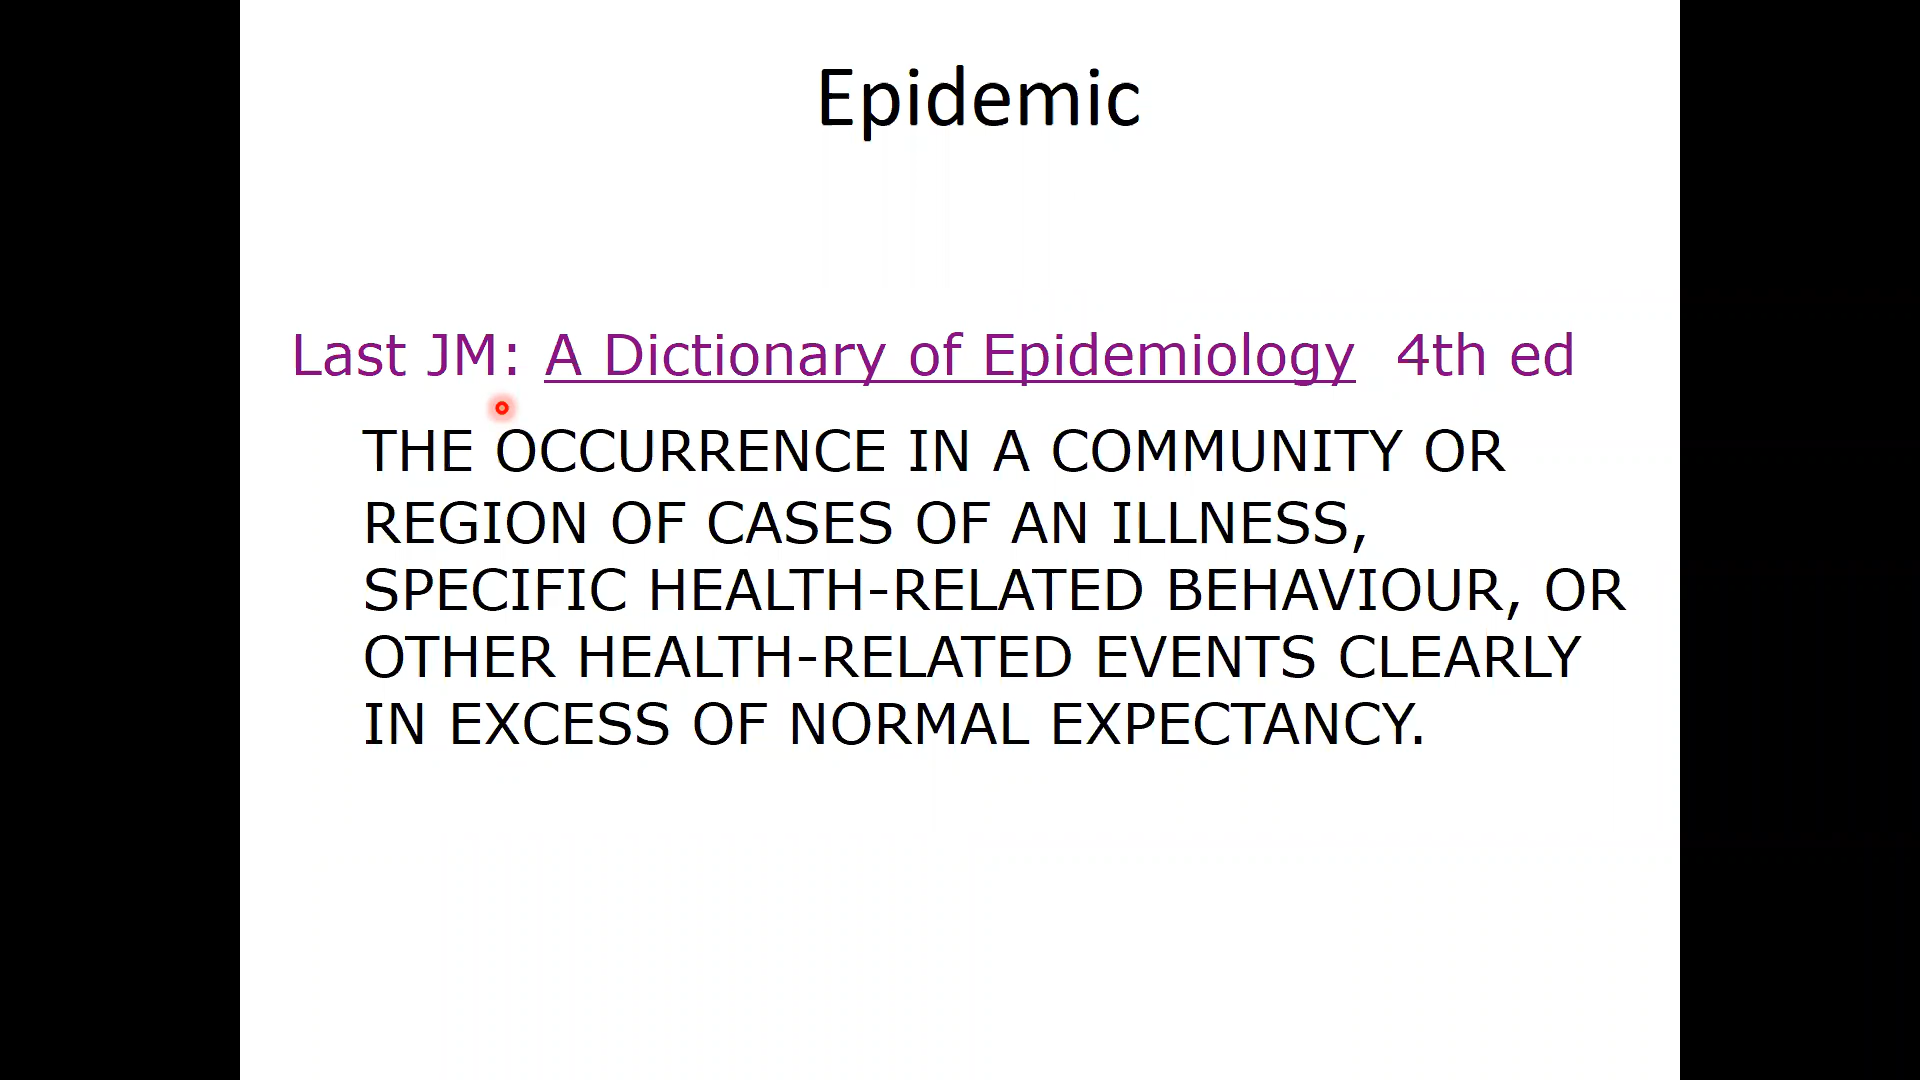 Epidemic
Last JM: A Dictionary of Epidemiology 4th ed
THE OCCURRENCE IN A COMMUNITY OR
REGION OF CASES OF AN ILLNESS,
SPECIFIC HEALTH-RELATED BEHAVIOUR, OR
OTHER HEALTH-RELATED EVENTS CLEARLY
IN EXCESS OF NORMAL EXPECTANCY.